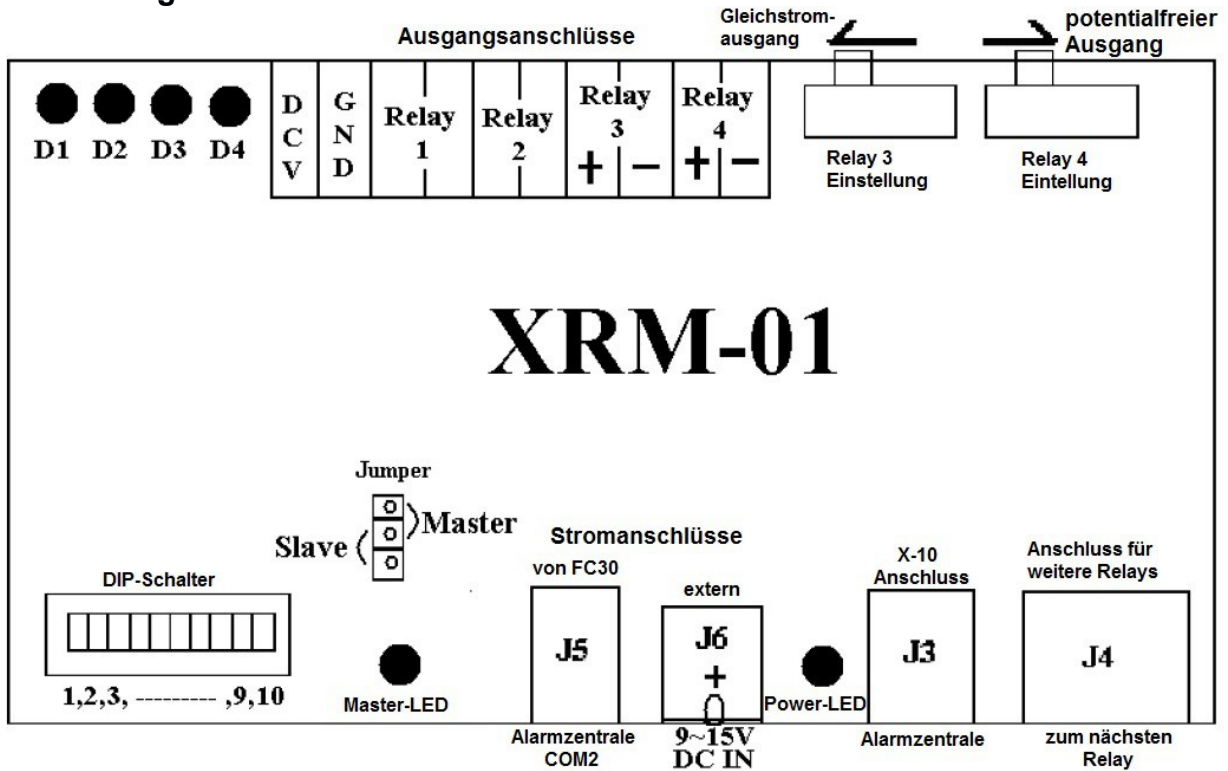 Ausgangsanschlüsse
Gleichstrom-
ausgang
potentialfreier
Ausgang
D1 D2 D3 D4
D
C
V
G
N
D
Relay
1
Relay
2
Relay
3
+ −
Relay
4
+ −
Relay 3
Einstellung
Relay 4
Eintellung
XRM-01
Jumper
Master
Slave
DIP-Schalter
1,2,3, --------- ,9,10
Master-LED
Stromanschlüsse
von FC30
J5
Alarmzentrale
COM2
extern
J6
+
9~15V
DC IN
Power-LED
X-10
Anschluss
J3
Alarmzentrale
Anschluss für
weitere Relays
J4
zum nächsten
Relay